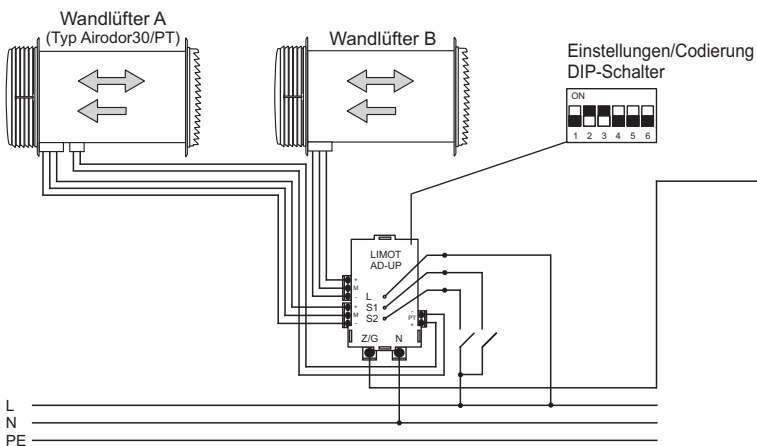 Wandlüfter A
(Typ Airodor30/PT)
Wandlüfter B
Einstellungen/Codierung
DIP-Schalter
ON
1 2 3 4 5 6
LIMOT
AD-UP
+
M
-
L
+
S1
M
S2
-
-
PT
+
Z/G N
L
N
PE